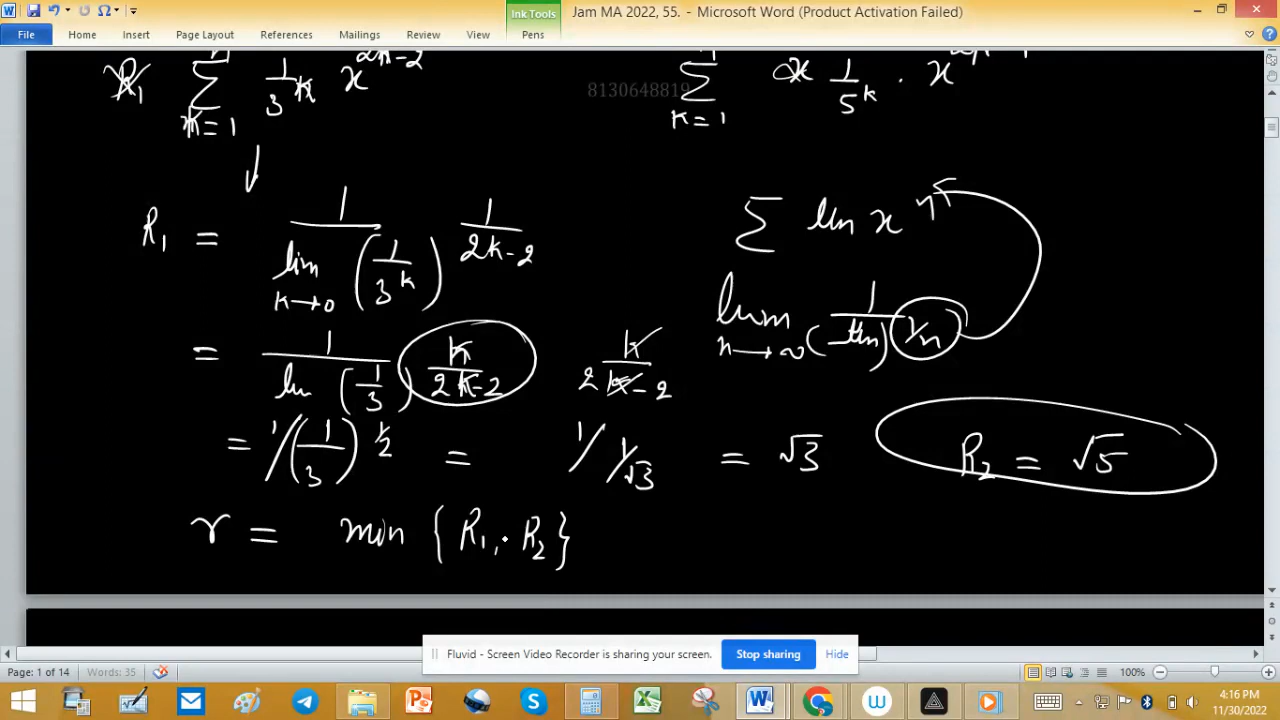 Ink Tools
Jam MA 2022, 55. - Microsoft Word (Product Activation Failed)
File Home Insert Page Layout References Mailings Review View Pens
R₁ ∑ k=1 1/3^k x^2k-2
8130648819
∑ k=1 1/5^k · x
R₁ = 1 / lim k→0 (1/3^k)^1/2k-2
∑ x
lim n→∞ ( 1/ ) 1/n
= 1 / (1/3)^k/2k-2
k/2k-2
= 1/(1/3)^1/2 = 1/1/√3 = √3
R₂ = √5
r = min {R₁, R₂}
Fluvid - Screen Video Recorder is sharing your screen. Stop sharing Hide
Page: 1 of 14 Words: 35 100%
4:16 PM
11/30/2022